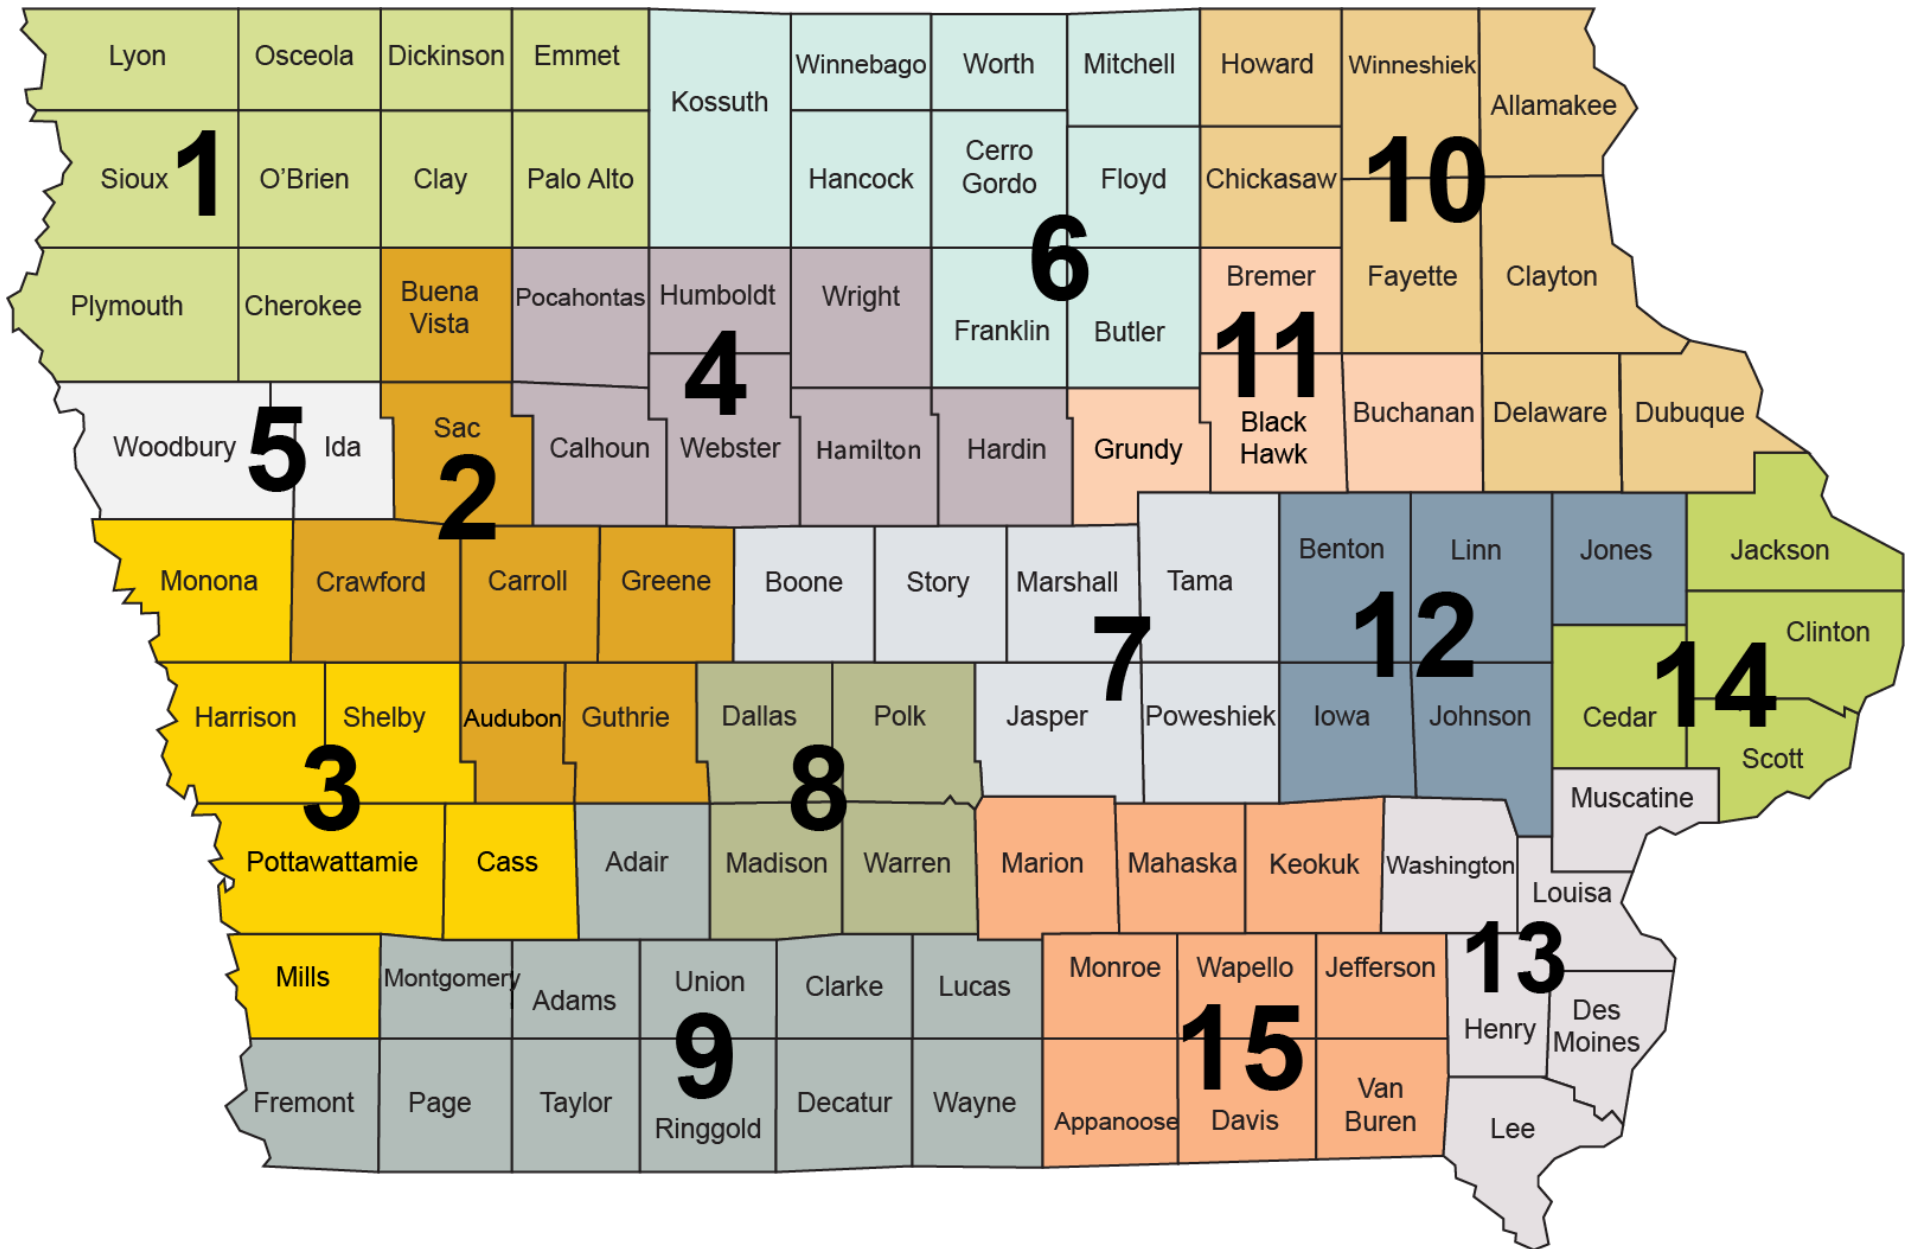 Lyon
Osceola
Dickinson
Emmet
Kossuth
Winnebago
Worth
Mitchell
Howard
Winneshiek
Allamakee
Sioux
1
O’Brien
Clay
Palo Alto
Hancock
Cerro
Gordo
Floyd
Chickasaw
10
6
Plymouth
Cherokee
Buena
Vista
Pocahontas
Humboldt
Wright
Franklin
Butler
Bremer
Fayette
Clayton
11
4
Woodbury
5
Ida
Sac
2
Calhoun
Webster
Hamilton
Hardin
Grundy
Black
Hawk
Buchanan
Delaware
Dubuque
Monona
Crawford
Carroll
Greene
Boone
Story
Marshall
Tama
Benton
Linn
Jones
Jackson
7
12
14
Clinton
Harrison
Shelby
Audubon
Guthrie
Dallas
Polk
Jasper
Poweshiek
Iowa
Johnson
Cedar
Scott
3
8
Muscatine
Pottawattamie
Cass
Adair
Madison
Warren
Marion
Mahaska
Keokuk
Washington
Louisa
13
Mills
Montgomery
Adams
Union
Clarke
Lucas
Monroe
Wapello
Jefferson
Henry
Des
Moines
9
15
Fremont
Page
Taylor
Ringgold
Decatur
Wayne
Appanoose
Davis
Van
Buren
Lee